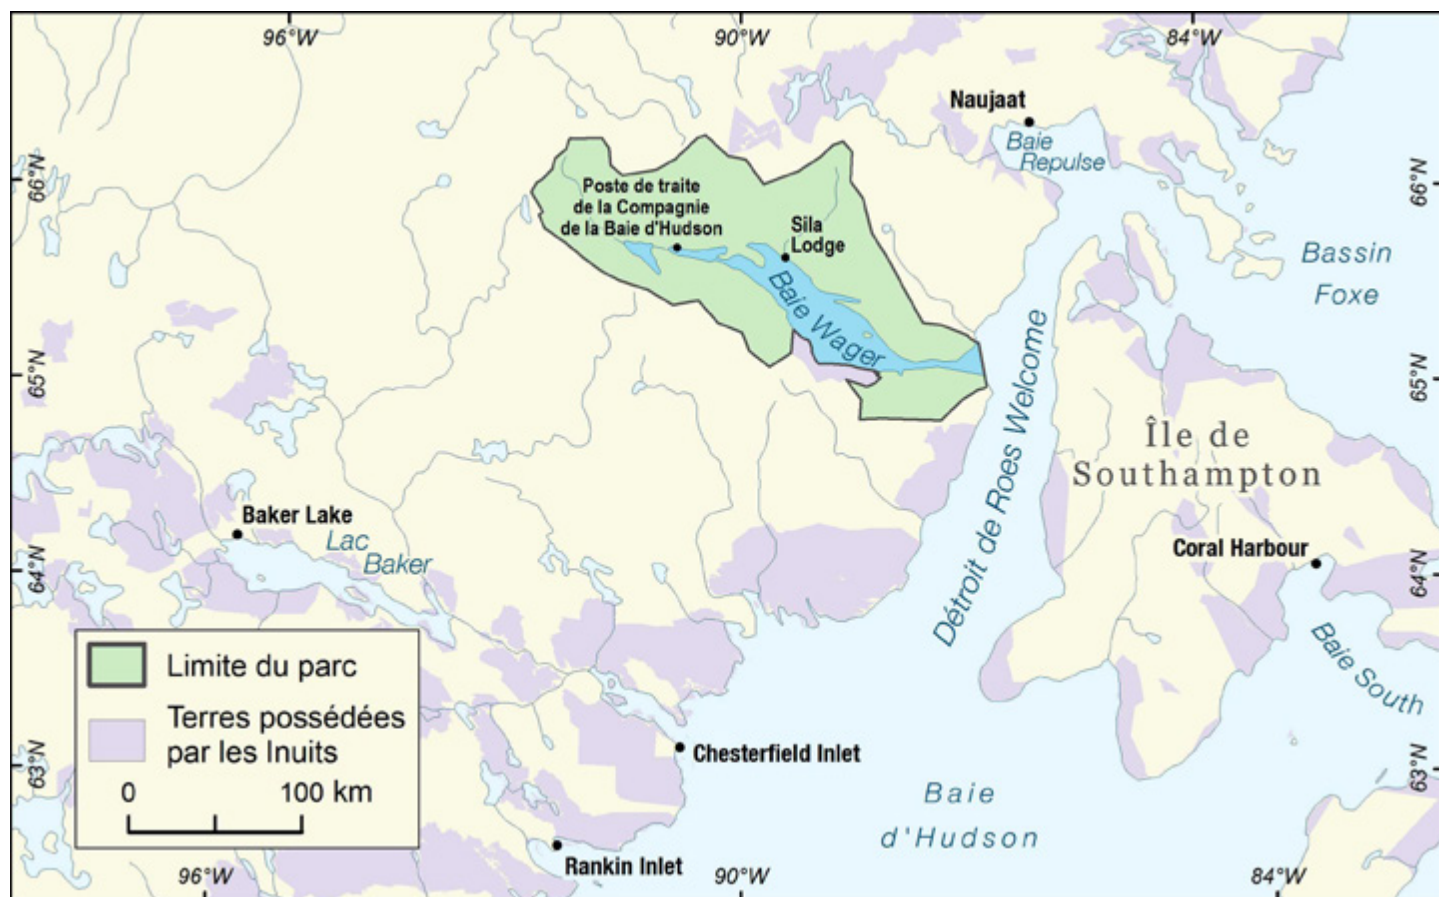 96°W
90°W
84°W
Naujaat
Baie
Repulse
66°N
66°N
Poste de traite
de la Compagnie
de la Baie d'Hudson
Sila
Lodge
Bassin
Foxe
Baie Wager
65°N
65°N
Détroit de Roes Welcome
Île de
Southampton
Baker Lake
Lac
Baker
Coral Harbour
64°N
64°N
Baie South
Limite du parc
Terres possédées
par les Inuits
0 100 km
Chesterfield Inlet
63°N
63°N
Baie
d'Hudson
Rankin Inlet
96°W
90°W
84°W